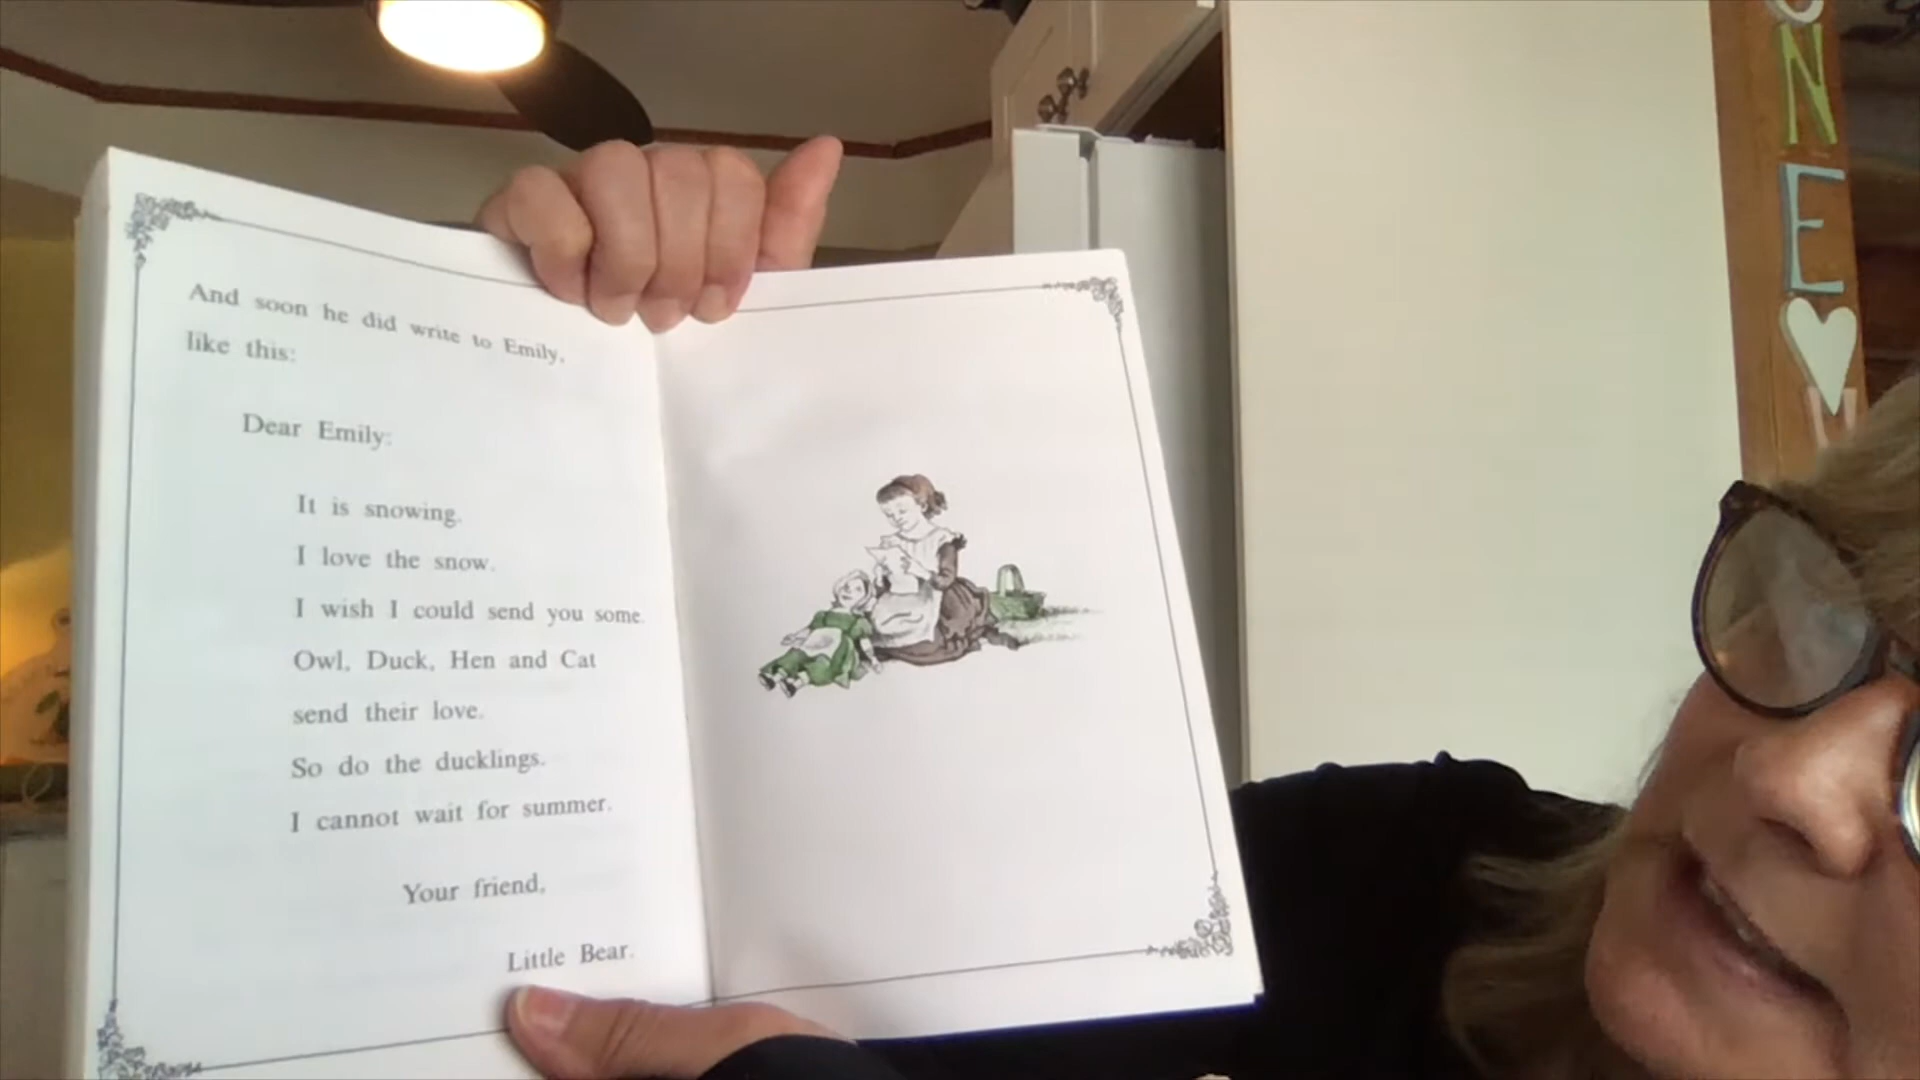 And soon he did write to Emily,
like this:
Dear Emily:
It is snowing.
I love the snow.
I wish I could send you some.
Owl, Duck, Hen and Cat
send their love.
So do the ducklings.
I cannot wait for summer.
Your friend,
Little Bear.
N
E